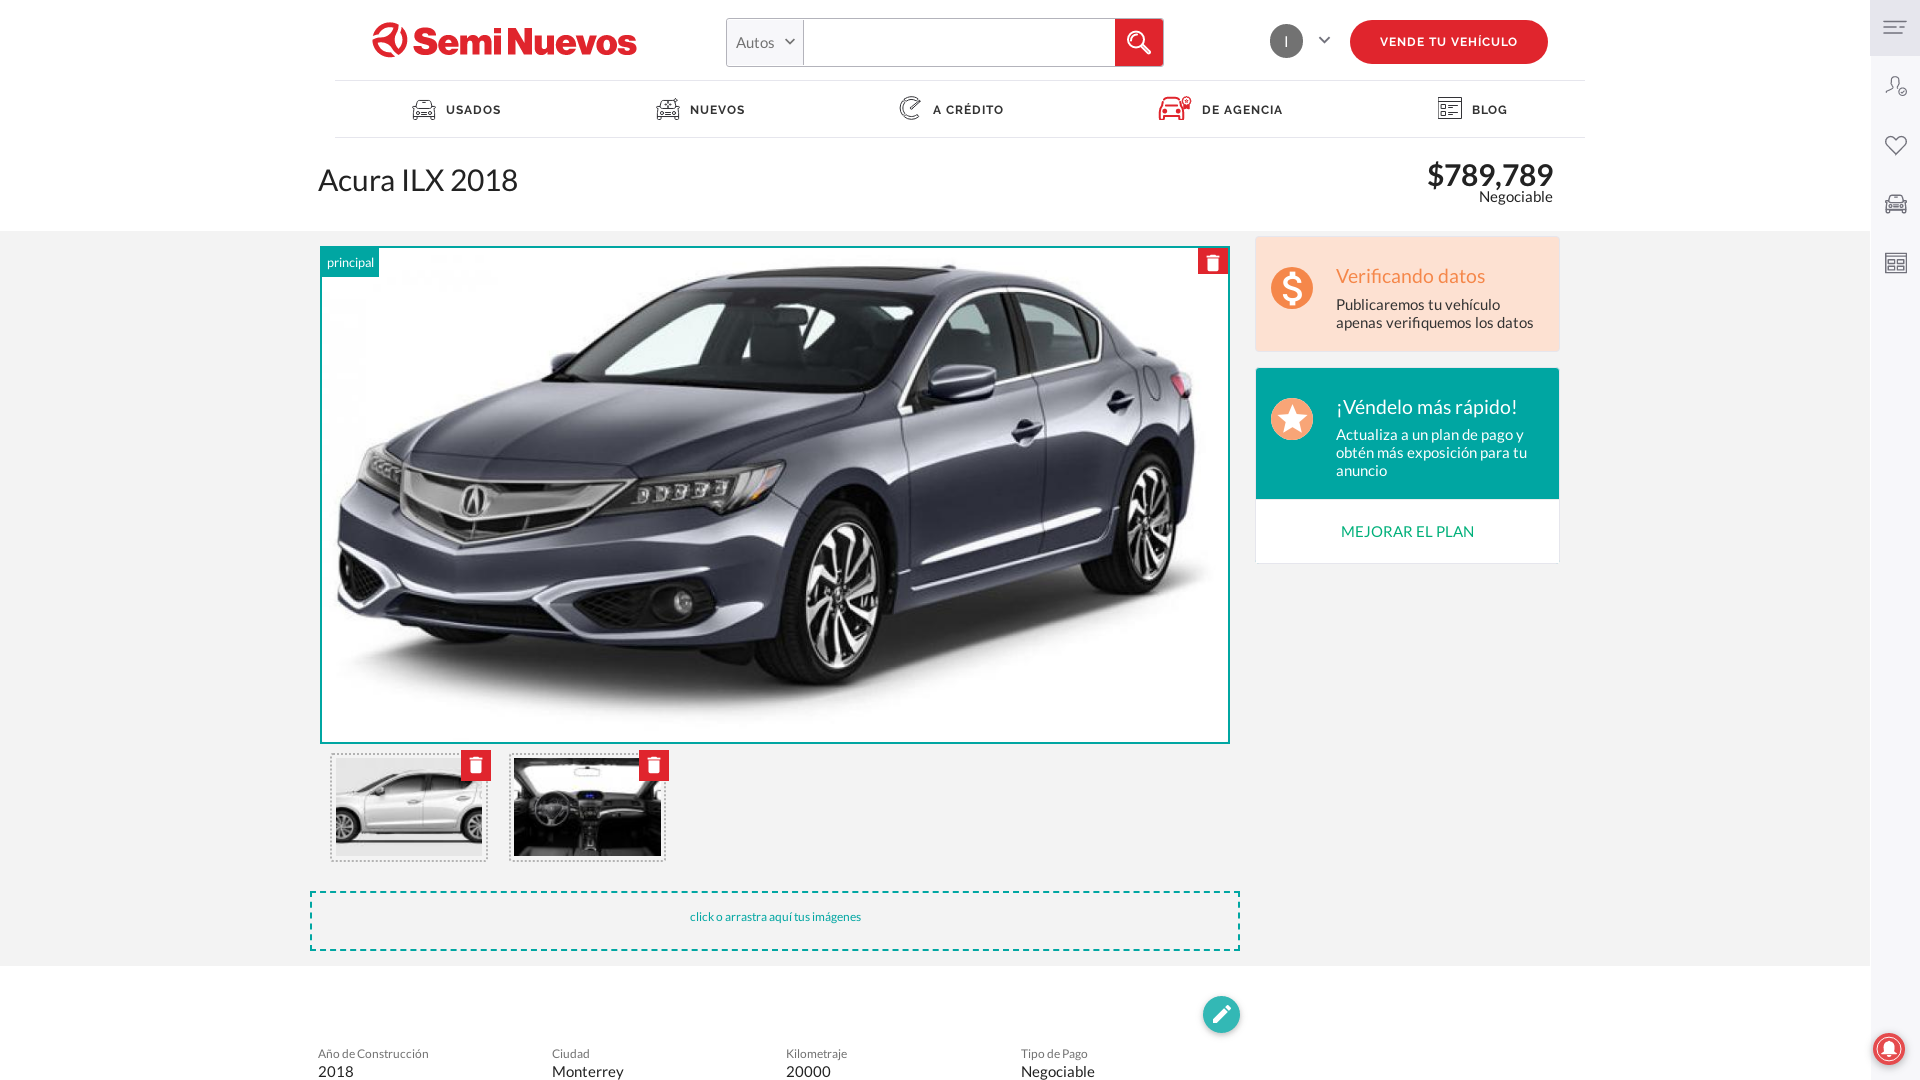 Semi Nuevos
Autos
I
VENDE TU VEHÍCULO
USADOS
NUEVOS
A CRÉDITO
DE AGENCIA
BLOG
Acura ILX 2018
$789,789
Negociable
principal
Verificando datos
Publicaremos tu vehículo
apenas verifiquemos los datos
¡Véndelo más rápido!
Actualiza a un plan de pago y
obtén más exposición para tu
anuncio
MEJORAR EL PLAN
click o arrastra aquí tus imágenes
Año de Construcción
2018
Ciudad
Monterrey
Kilometraje
20000
Tipo de Pago
Negociable